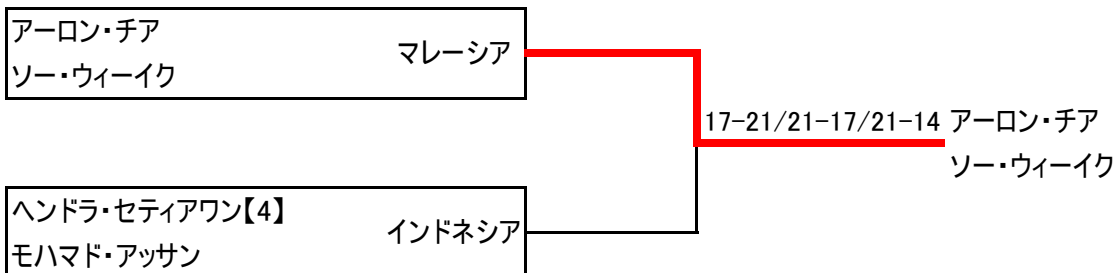 アーロン・チア
ソー・ウィーイク
マレーシア
17-21/21-17/21-14 アーロン・チア
ソー・ウィーイク
ヘンドラ・セティアワン【4】
モハマド・アッサン
インドネシア